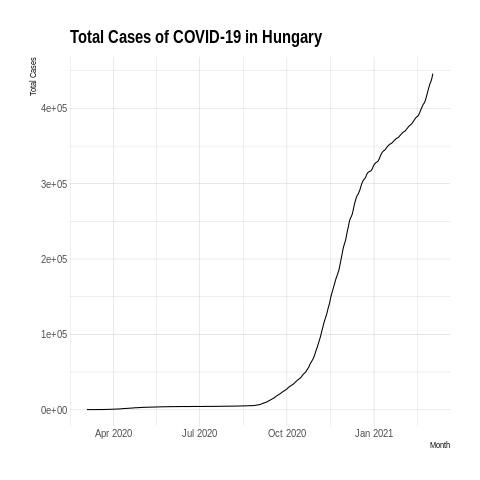 Total Cases of COVID-19 in Hungary
Total Cases
4e+05
3e+05
2e+05
1e+05
0e+00
Apr 2020 Jul 2020 Oct 2020 Jan 2021
Month